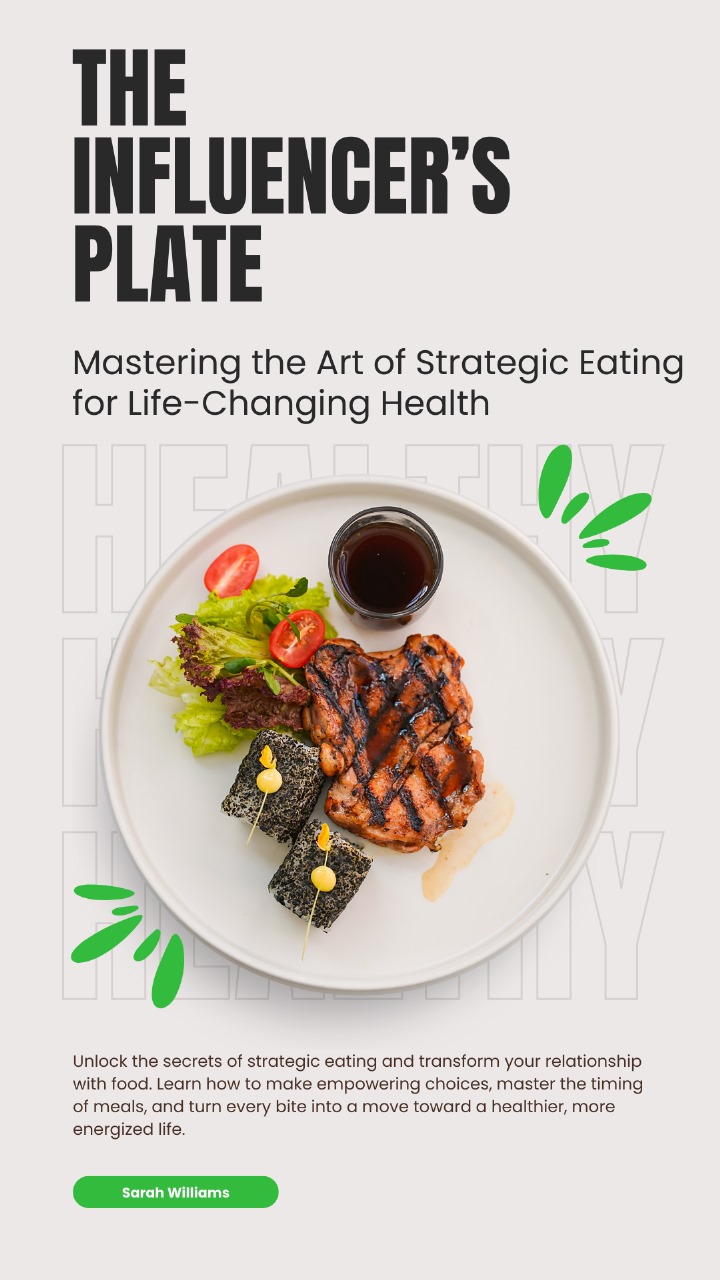 THE
INFLUENCER’S
PLATE
Mastering the Art of Strategic Eating
for Life-Changing Health
HEALTHY
HEALTHY
HEALTHY
Unlock the secrets of strategic eating and transform your relationship
with food. Learn how to make empowering choices, master the timing
of meals, and turn every bite into a move toward a healthier, more
energized life.
Sarah Williams